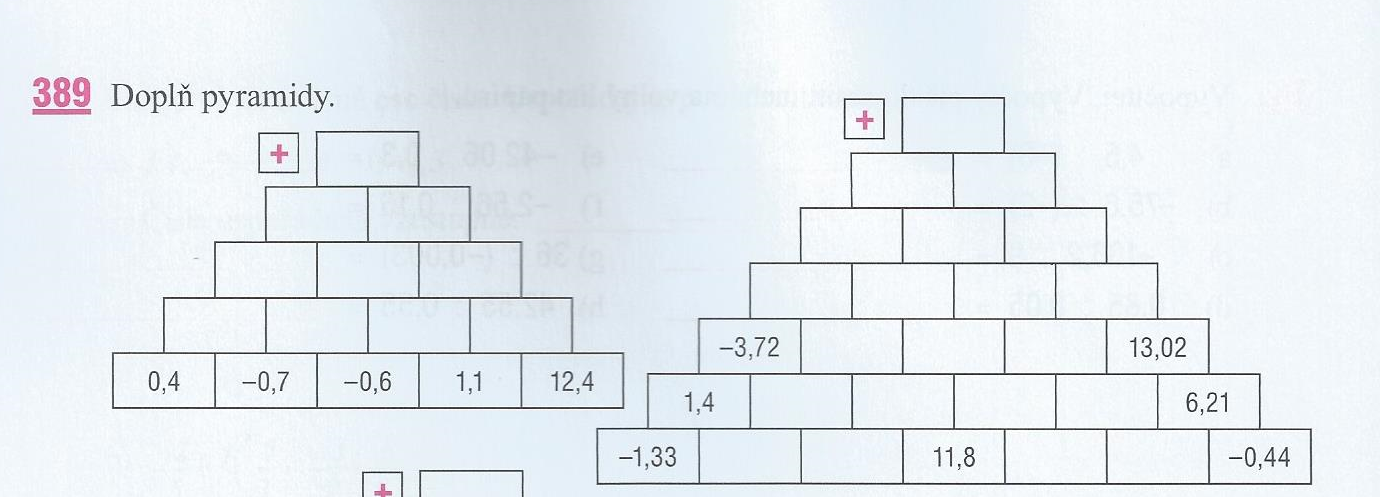 389 Doplň pyramidy.
+
+
−3,72 13,02
0,4 −0,7 −0,6 1,1 12,4
1,4 6,21
−1,33 11,8 −0,44
+